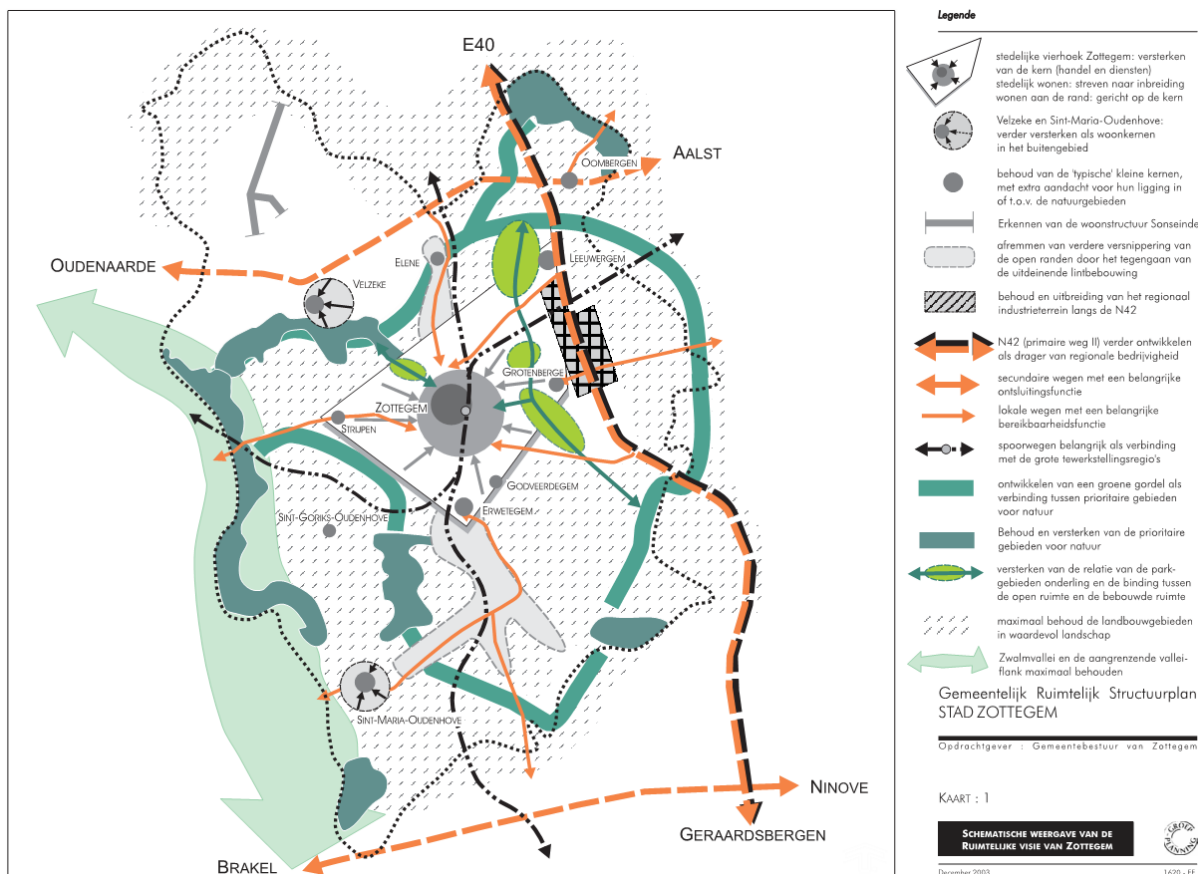 E40
AALST
OOMBERGEN
OUDENAARDE
ELENE
LEEUWERGEM
VELZEKE
GROTENBERGE
ZOTTEGEM
STRIJPEN
GODVEERDEGEM
ERWETEGEM
SINT-GORIKS-OUDENHOVE
SINT-MARIA-OUDENHOVE
NINOVE
GERAARDSBERGEN
BRAKEL
Legende
stedelijke vierhoek Zottegem: versterken
van de kern (handel en diensten)
stedelijk wonen: streven naar inbreiding
wonen aan de rand: gericht op de kern
Velzeke en Sint-Maria-Oudenhove:
verder versterken als woonkernen
in het buitengebied
behoud van de 'typische' kleine kernen,
met extra aandacht voor hun ligging in
of t.o.v. de natuurgebieden
Erkennen van de woonstructuur Sonseinde
afremmen van verdere versnippering van
de open randen door het tegengaan van
de uitdeinende lintbebouwing
behoud en uitbreiding van het regionaal
industrieterrein langs de N42
N42 (primaire weg II) verder ontwikkelen
als drager van regionale bedrijvigheid
secundaire wegen met een belangrijke
ontsluitingsfunctie
lokale wegen met een belangrijke
bereikbaarheidsfunctie
spoorwegen belangrijk als verbinding
met de grote tewerkstellingsregio's
ontwikkelen van een groene gordel als
verbinding tussen prioritaire gebieden
voor natuur
Behoud en versterken van de prioritaire
gebieden voor natuur
versterken van de relatie van de park-
gebieden onderling en de binding tussen
de open ruimte en de bebouwde ruimte
maximaal behoud de landbouwgebieden
in waardevol landschap
Zwalmvallei en de aangrenzende vallei-
flank maximaal behouden
Gemeentelijk Ruimtelijk Structuurplan
STAD ZOTTEGEM
Opdrachtgever : Gemeentebestuur van Zottegem
KAART : 1
SCHEMATISCHE WEERGAVE VAN DE
RUIMTELIJKE VISIE VAN ZOTTEGEM
GROEP
PLANNING
December 2003